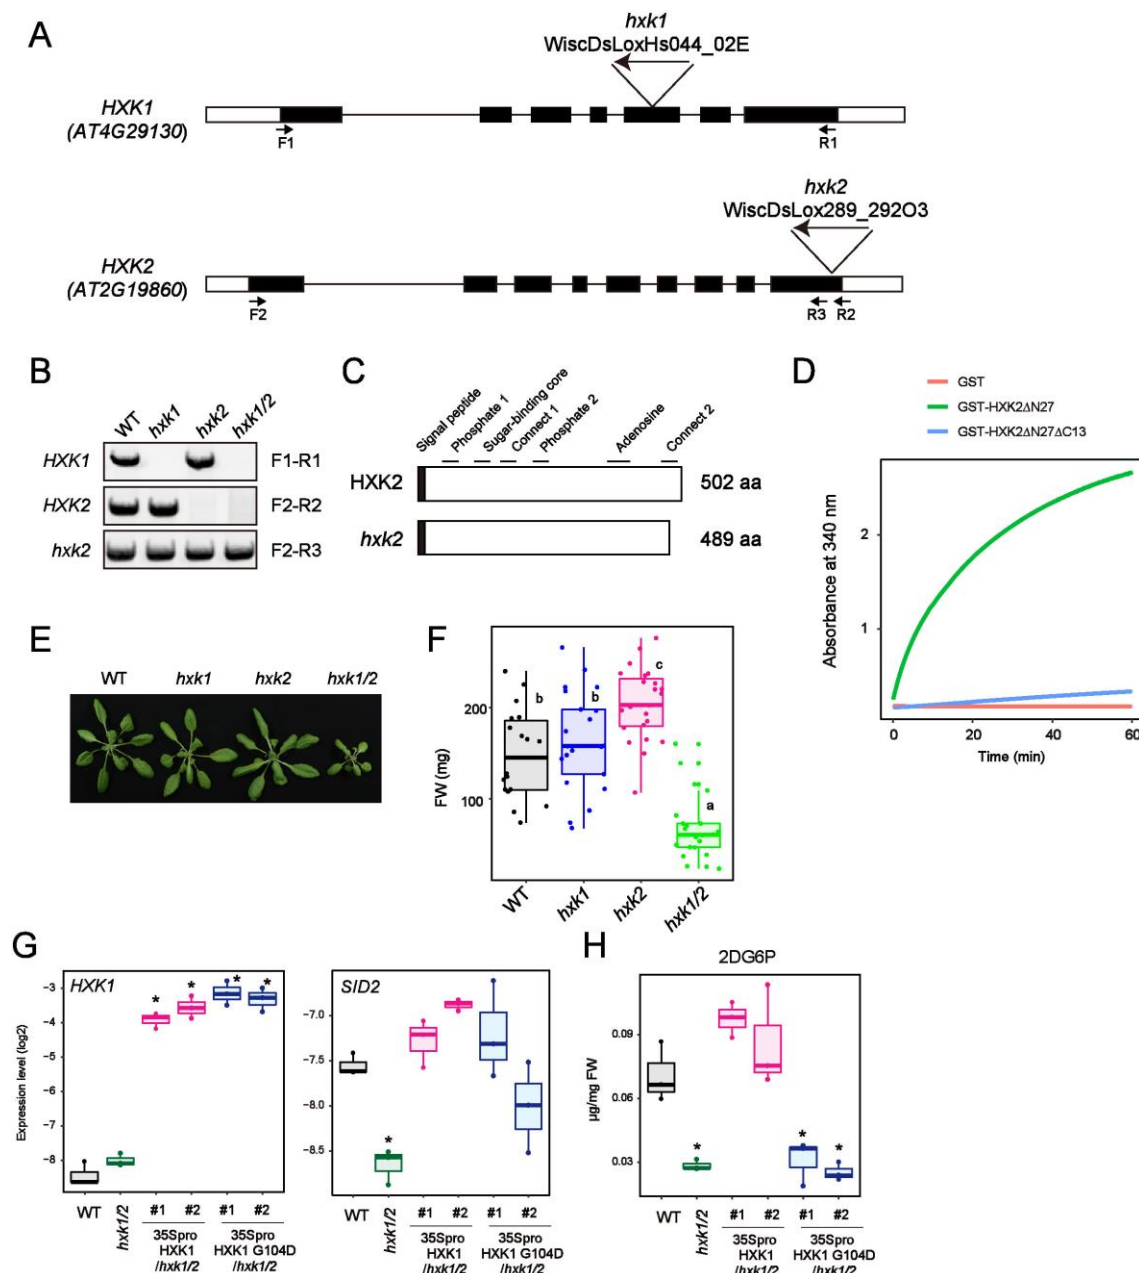 A
hxk1
WiscDsLoxHs044_02E
HXK1
(AT4G29130)
F1
R1
hxk2
WiscDsLox289_292O3
HXK2
(AT2G19860)
F2
R3
R2
B
WT
hxk1
hxk2
hxk1/2
HXK1
F1-R1
HXK2
F2-R2
hxk2
F2-R3
C
Signal peptide
Phosphate 1
Sugar-binding core
Connect 1
Phosphate 2
Adenosine
Connect 2
HXK2
502 aa
hxk2
489 aa
D
GST
GST-HXK2ΔN27
GST-HXK2ΔN27ΔC13
Absorbance at 340 nm
2
1
0
20
40
60
Time (min)
E
WT
hxk1
hxk2
hxk1/2
F
FW (mg)
200
100
b
b
c
a
WT
hxk1
hxk2
hxk1/2
G
Expression level (log2)
HXK1
-3
-4
-5
-6
-7
-8
*
*
*
*
WT
hxk1/2
#1 #2
35Spro
HXK1
/hxk1/2
#1 #2
35Spro
HXK1 G104D
/hxk1/2
SID2
-7.0
-7.5
-8.0
-8.5
*
WT
hxk1/2
#1 #2
35Spro
HXK1
/hxk1/2
#1 #2
35Spro
HXK1 G104D
/hxk1/2
H
2DG6P
µg/mg FW
0.09
0.06
0.03
*
*
*
WT
hxk1/2
#1 #2
35Spro
HXK1
/hxk1/2
#1 #2
35Spro
HXK1 G104D
/hxk1/2